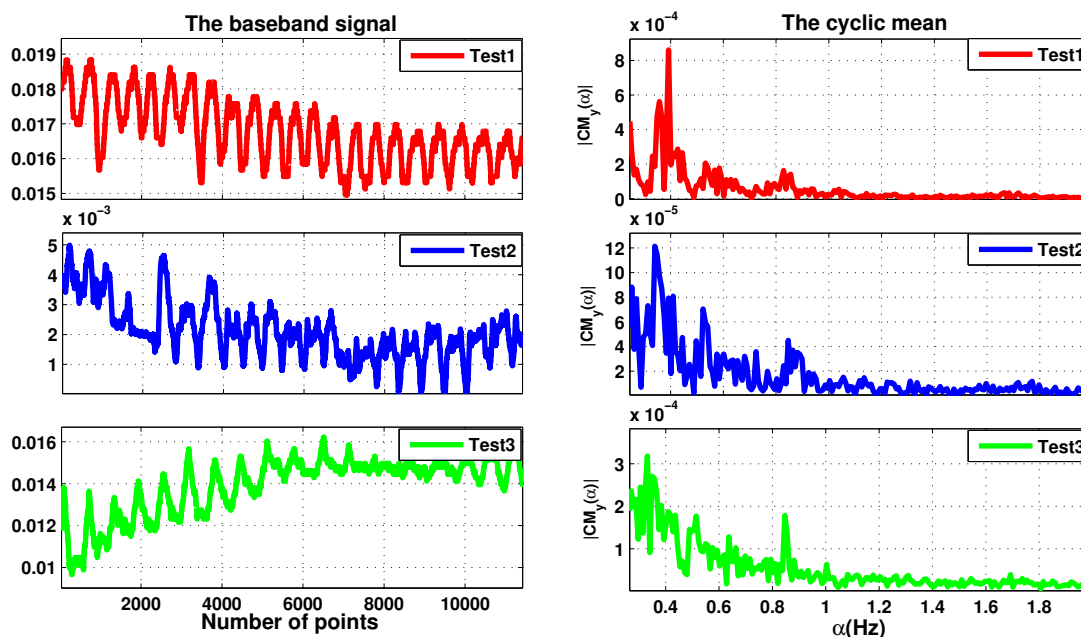 The baseband signal
0.019
0.018
0.017
0.016
0.015
Test1
x 10⁻³
5
4
3
2
1
Test2
0.016
0.014
0.012
0.01
Test3
2000 4000 6000 8000 10000
Number of points
The cyclic mean
x 10⁻⁴
8
6
4
2
0
|CM_y(α)|
Test1
x 10⁻⁵
12
10
8
6
4
2
|CM_y(α)|
Test2
x 10⁻⁴
3
2
1
|CM_y(α)|
Test3
0.4 0.6 0.8 1 1.2 1.4 1.6 1.8
α(Hz)